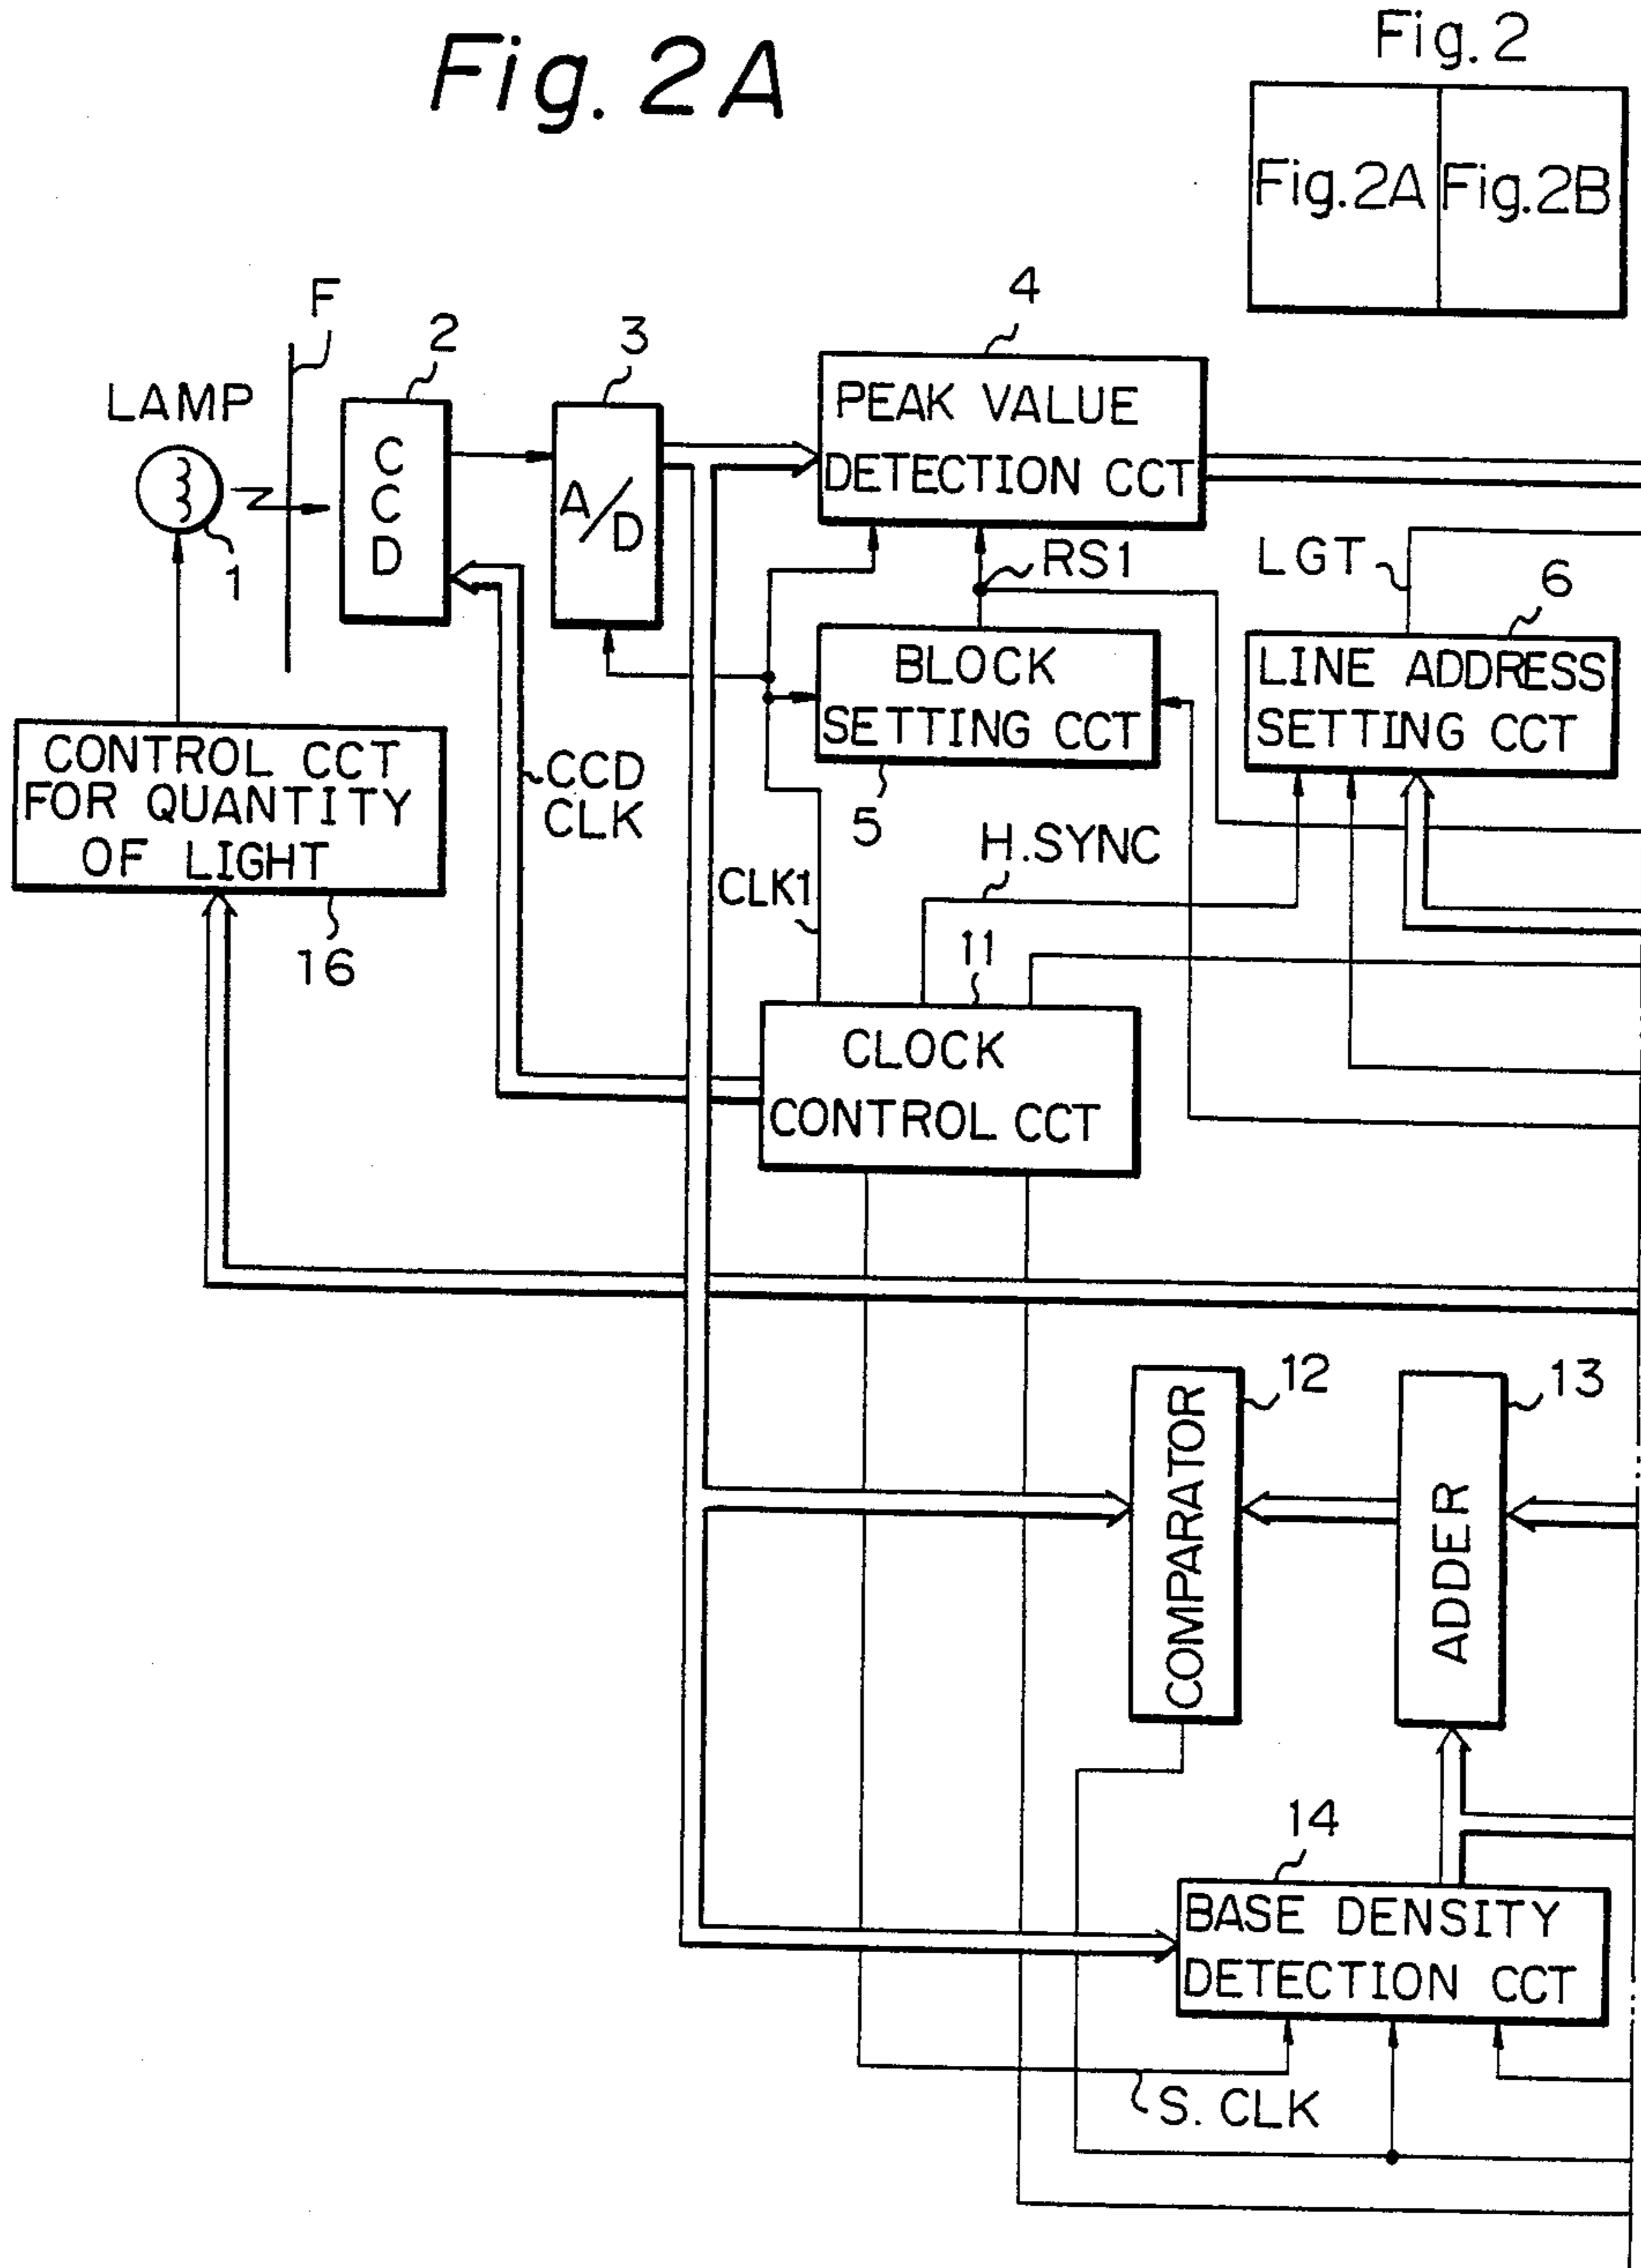 Fig. 2A
Fig. 2
Fig. 2A
Fig. 2B
F
2
3
4
LAMP
C
C
D
A/D
PEAK VALUE
DETECTION CCT
1
RS1
LGT
6
BLOCK
SETTING CCT
LINE ADDRESS
SETTING CCT
CONTROL CCT
FOR QUANTITY
OF LIGHT
CCD
CLK
5
H.SYNC
CLK1
16
11
CLOCK
CONTROL CCT
12
13
COMPARATOR
ADDER
14
BASE DENSITY
DETECTION CCT
S. CLK